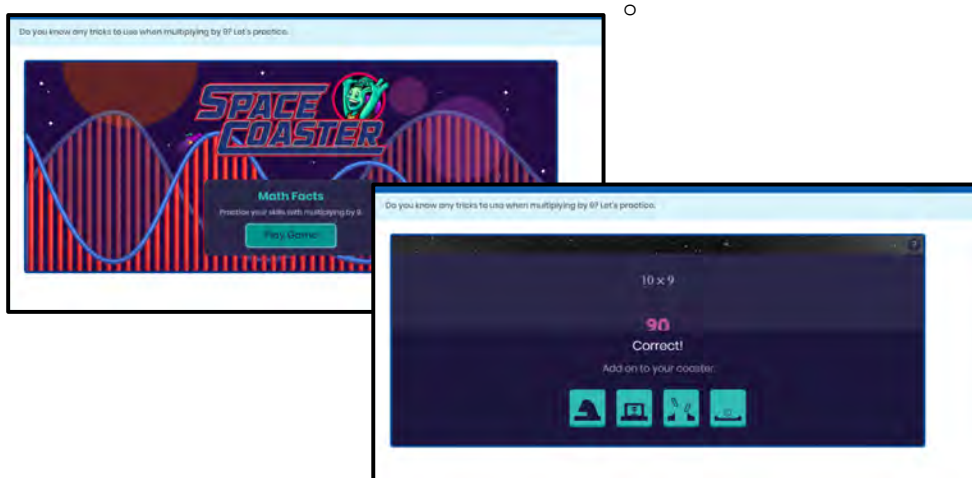 Do you know any tricks to use when multiplying by 9? Let's practice.
SPACE
COASTER
Math Facts
Practice your skills with multiplying by 9.
Play Game
Do you know any tricks to use when multiplying by 9? Let's practice.
?
10 x 9
90
Correct!
Add on to your coaster.